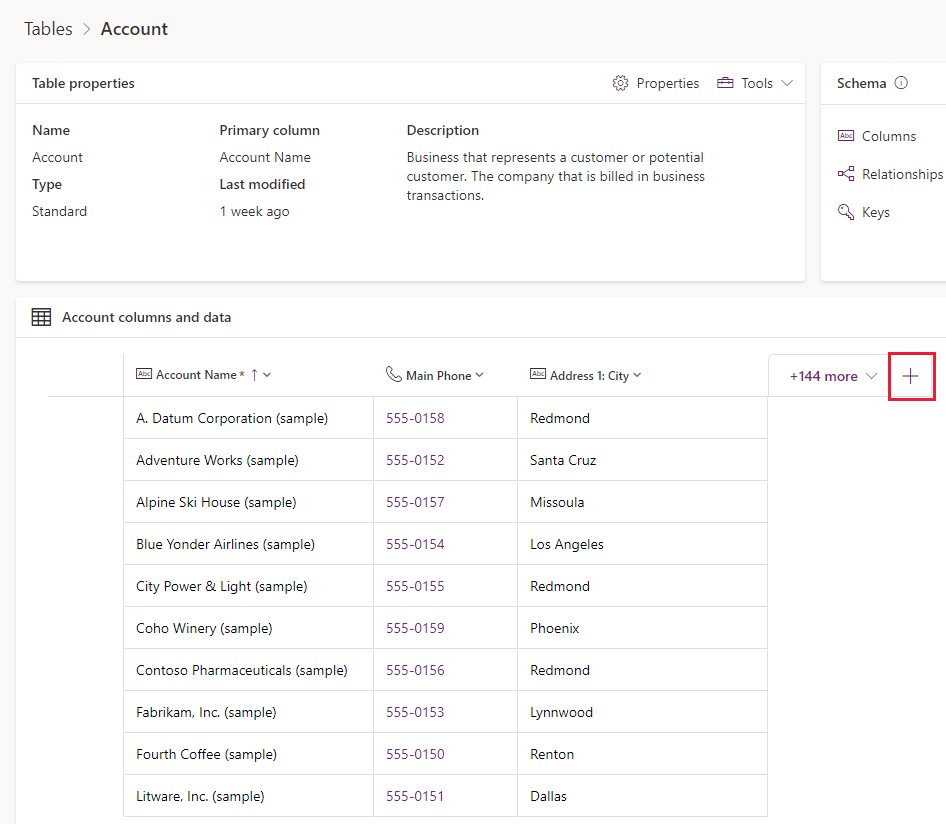 Tables > Account
Table properties
Properties
Tools
Name
Account
Type
Standard
Primary column
Account Name
Last modified
1 week ago
Description
Business that represents a customer or potential
customer. The company that is billed in business
transactions.
Schema
Columns
Relationships
Keys
Account columns and data
Abc Account Name * ↑ Main Phone Abc Address 1: City +144 more +
A. Datum Corporation (sample) 555-0158 Redmond
Adventure Works (sample) 555-0152 Santa Cruz
Alpine Ski House (sample) 555-0157 Missoula
Blue Yonder Airlines (sample) 555-0154 Los Angeles
City Power & Light (sample) 555-0155 Redmond
Coho Winery (sample) 555-0159 Phoenix
Contoso Pharmaceuticals (sample) 555-0156 Redmond
Fabrikam, Inc. (sample) 555-0153 Lynnwood
Fourth Coffee (sample) 555-0150 Renton
Litware, Inc. (sample) 555-0151 Dallas